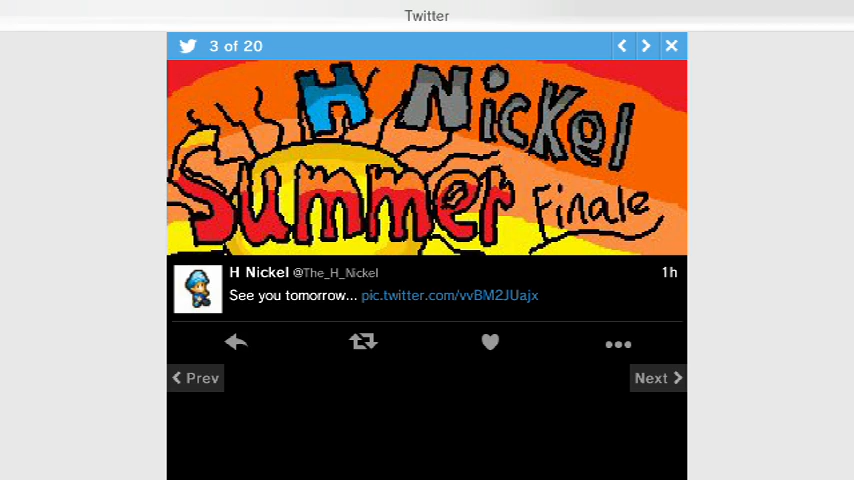 Twitter
3 of 20
H Nickel
Summer Finale
H Nickel @The_H_Nickel 1h
See you tomorrow... pic.twitter.com/vvBM2JUajx
Prev Next